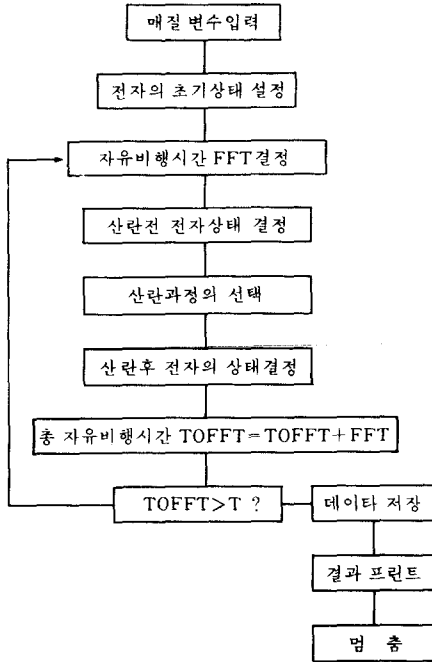 매질 변수입력
전자의 초기상태 설정
자유비행시간 FFT 결정
산란전 전자상태 결정
산란과정의 선택
산란후 전자의 상태결정
총 자유비행시간 TOFFT=TOFFT+FFT
TOFFT>T ?
데이타 저장
결과 프린트
멈 춤